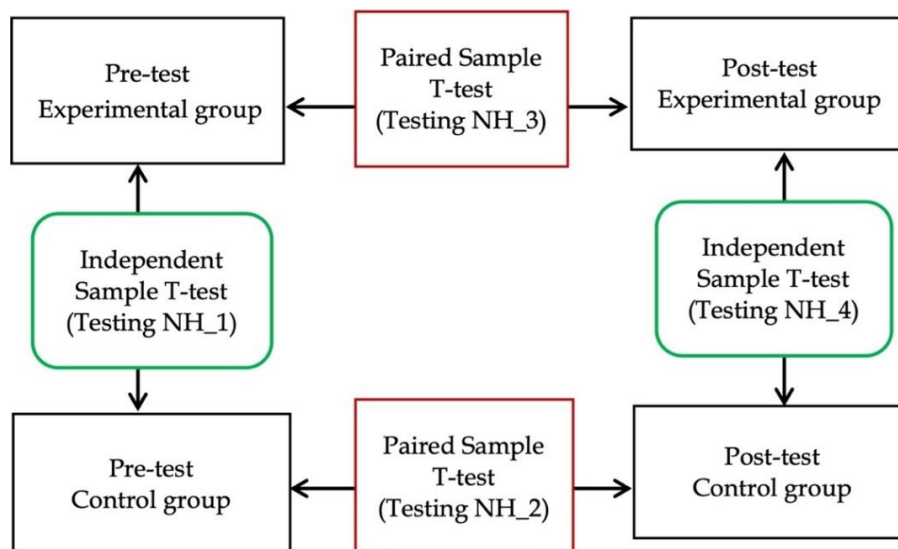 Pre-test
Experimental group
Paired Sample
T-test
(Testing NH_3)
Post-test
Experimental group
Independent
Sample T-test
(Testing NH_1)
Independent
Sample T-test
(Testing NH_4)
Pre-test
Control group
Paired Sample
T-test
(Testing NH_2)
Post-test
Control group